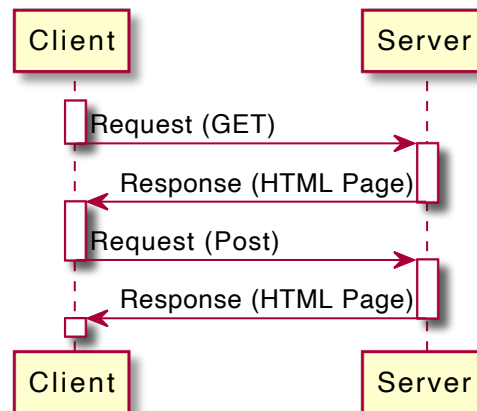 Client
Server
Request (GET)
Response (HTML Page)
Request (Post)
Response (HTML Page)
Client
Server